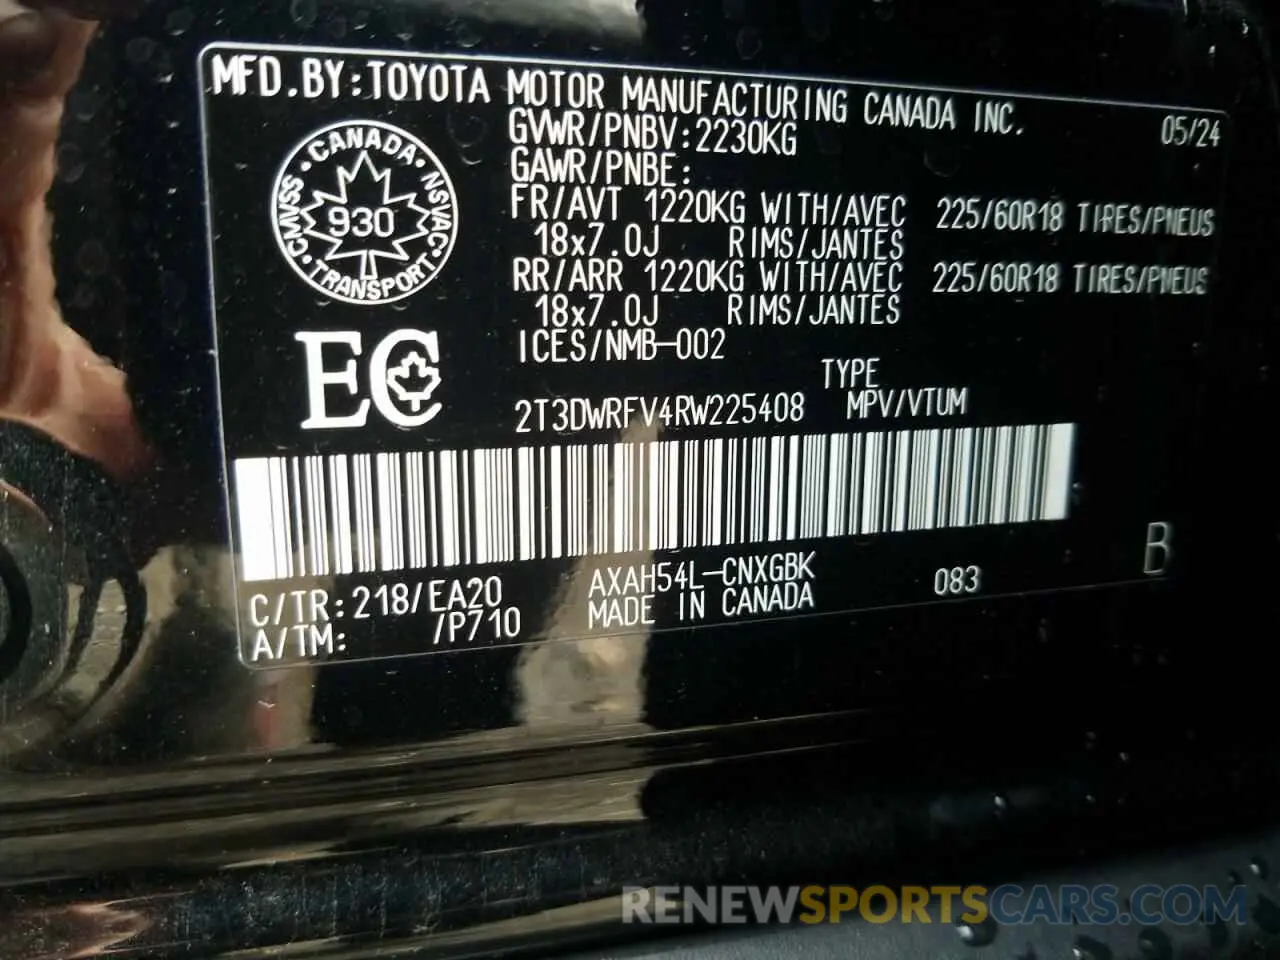 MFD.BY:TOYOTA MOTOR MANUFACTURING CANADA INC. 05/24
GVWR/PNBV:2230KG
GAWR/PNBE:
FR/AVT 1220KG WITH/AVEC 225/60R18 TIRES/PNEUS
18x7.0J RIMS/JANTES
RR/ARR 1220KG WITH/AVEC 225/60R18 TIRES/PNEUS
18x7.0J RIMS/JANTES
ICES/NMB-002
CANADA • NSVAC • TRANSPORT • CMVSS •
930
EC
TYPE
2T3DWRFV4RW225408 MPV/VTUM
C/TR:218/EA20 AXAH54L-CNXGBK 083 B
A/TM: /P710 MADE IN CANADA
RENEWSPORTSCARS.COM